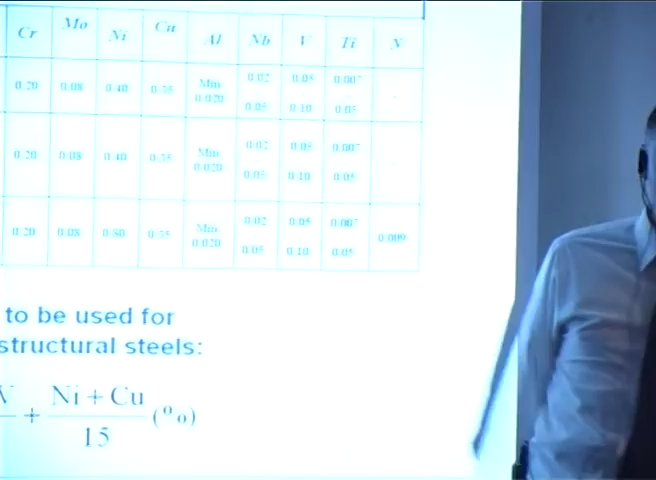 Cr Mo Ni Cu Al Nb V Ti N
0.20 0.08 0.40 0.35 Min. 0.020 0.02 0.05 0.05 0.10 0.007 0.05
0.20 0.08 0.40 0.35 Min. 0.020 0.02 0.05 0.05 0.10 0.007 0.05
0.20 0.08 0.80 0.35 Min. 0.020 0.02 0.05 0.05 0.10 0.007 0.05 0.009
to be used for
structural steels:
V + Ni + Cu (%)
15